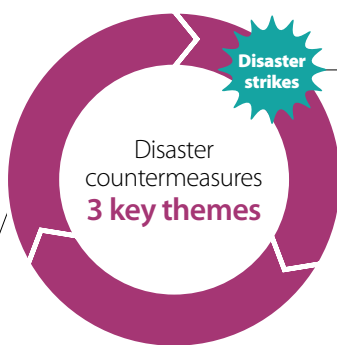 Disaster
strikes
Disaster
countermeasures
3 key themes